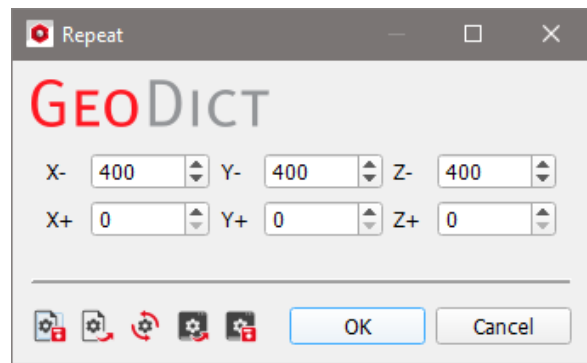 Repeat
GEODICT
X- 400 Y- 400 Z- 400
X+ 0 Y+ 0 Z+ 0
OK Cancel